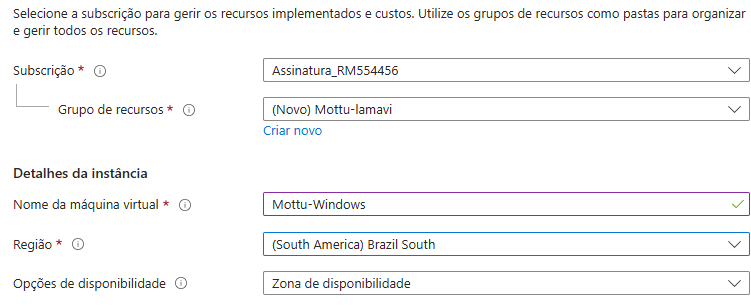 Selecione a subscrição para gerir os recursos implementados e custos. Utilize os grupos de recursos como pastas para organizar
e gerir todos os recursos.
Subscrição *
Assinatura_RM554456
Grupo de recursos *
(Novo) Mottu-lamavi
Criar novo
Detalhes da instância
Nome da máquina virtual *
Mottu-Windows
Região *
(South America) Brazil South
Opções de disponibilidade
Zona de disponibilidade